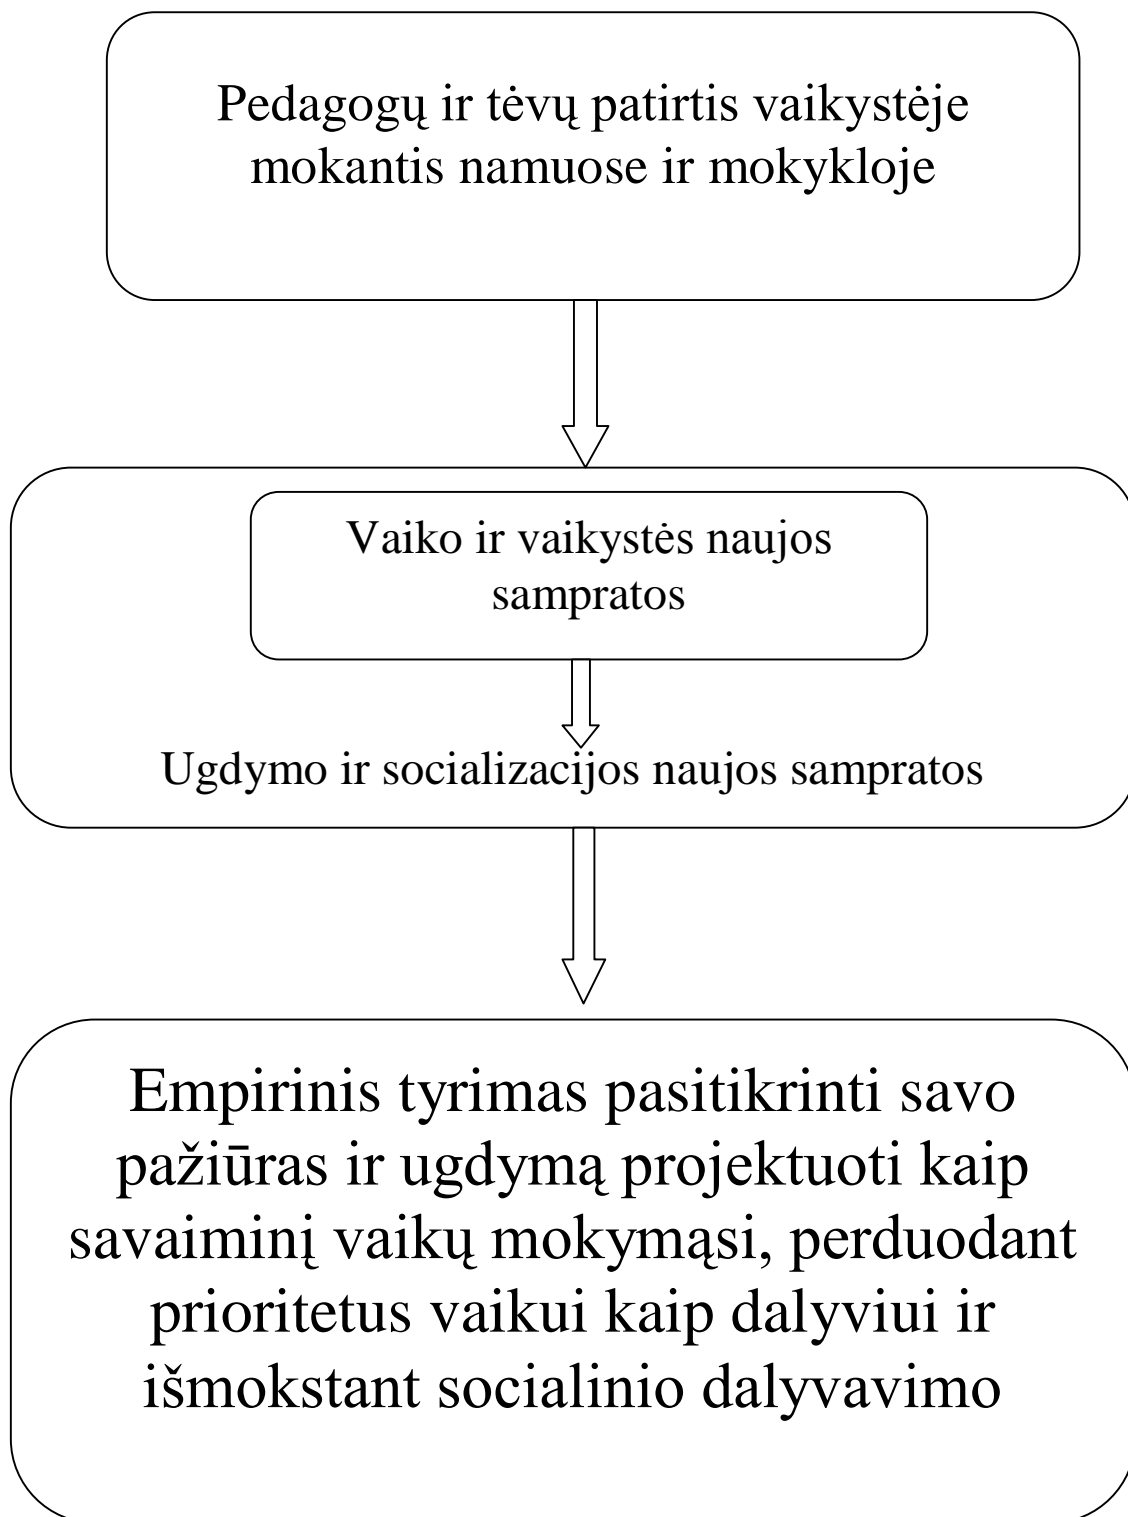 Pedagogų ir tėvų patirtis vaikystėje
mokantis namuose ir mokykloje
Vaiko ir vaikystės naujos
sampratos
Ugdymo ir socializacijos naujos sampratos
Empirinis tyrimas pasitikrinti savo
pažiūras ir ugdymą projektuoti kaip
savaiminį vaikų mokymąsi, perduodant
prioritetus vaikui kaip dalyviui ir
išmokstant socialinio dalyvavimo